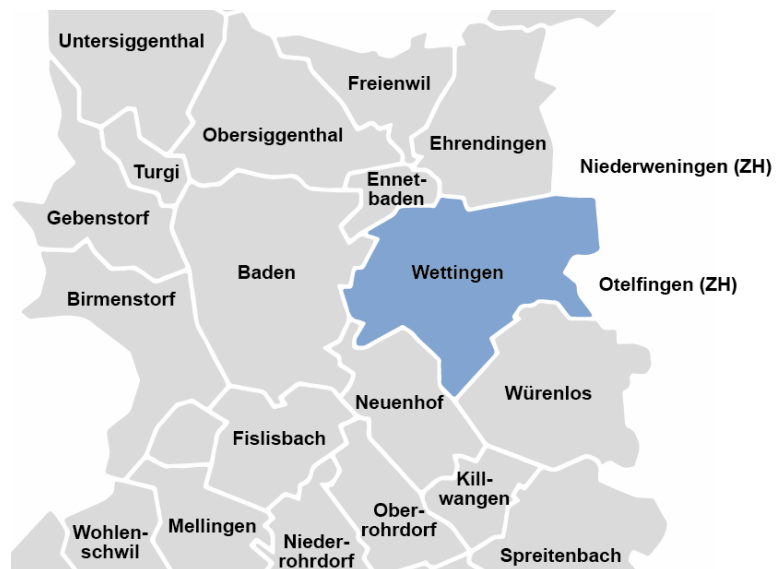 Untersiggenthal
Freienwil
Obersiggenthal
Ehrendingen
Niederweningen (ZH)
Turgi
Ennet-
baden
Gebenstorf
Baden
Wettingen
Otelfingen (ZH)
Birmenstorf
Würenlos
Neuenhof
Fislisbach
Kill-
wangen
Ober-
rohrdorf
Mellingen
Wohlen-
schwil
Nieder-
rohrdorf
Spreitenbach